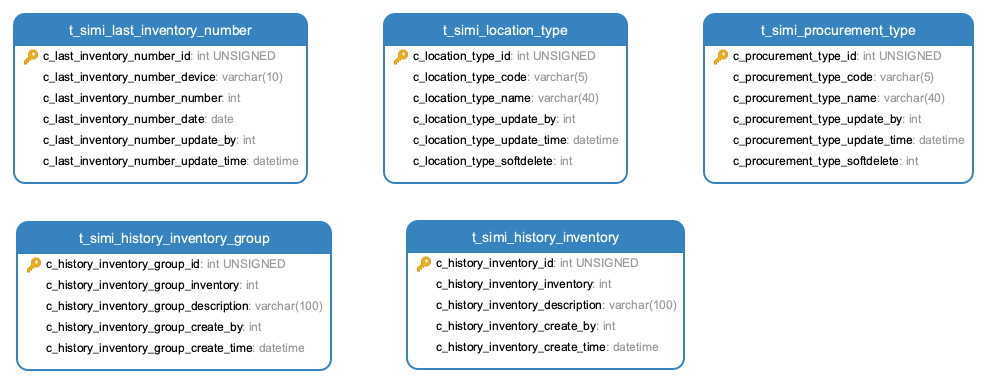 t_simi_last_inventory_number
c_last_inventory_number_id: int UNSIGNED
c_last_inventory_number_device: varchar(10)
c_last_inventory_number_number: int
c_last_inventory_number_date: date
c_last_inventory_number_update_by: int
c_last_inventory_number_update_time: datetime
t_simi_location_type
c_location_type_id: int UNSIGNED
c_location_type_code: varchar(5)
c_location_type_name: varchar(40)
c_location_type_update_by: int
c_location_type_update_time: datetime
c_location_type_softdelete: int
t_simi_procurement_type
c_procurement_type_id: int UNSIGNED
c_procurement_type_code: varchar(5)
c_procurement_type_name: varchar(40)
c_procurement_type_update_by: int
c_procurement_type_update_time: datetime
c_procurement_type_softdelete: int
t_simi_history_inventory_group
c_history_inventory_group_id: int UNSIGNED
c_history_inventory_group_inventory: int
c_history_inventory_group_description: varchar(100)
c_history_inventory_group_create_by: int
c_history_inventory_group_create_time: datetime
t_simi_history_inventory
c_history_inventory_id: int UNSIGNED
c_history_inventory_inventory: int
c_history_inventory_description: varchar(100)
c_history_inventory_create_by: int
c_history_inventory_create_time: datetime